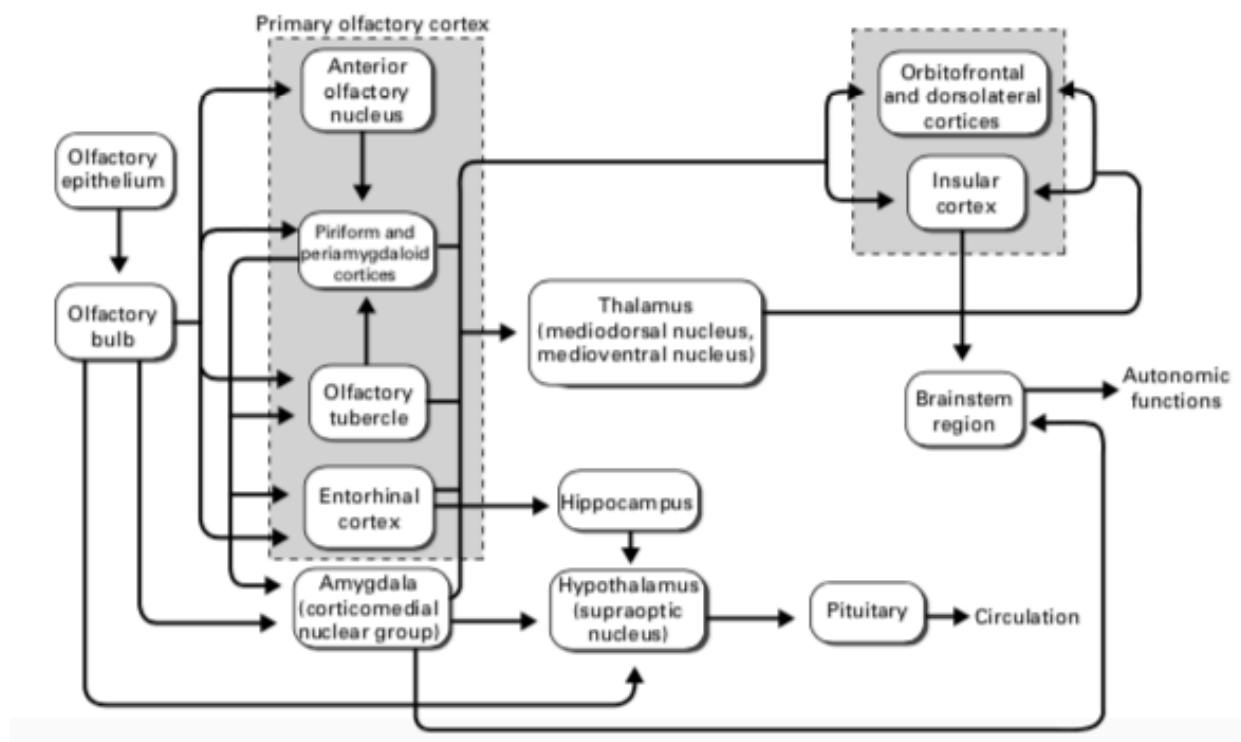 Primary olfactory cortex
Anterior
olfactory
nucleus
Olfactory
epithelium
Piriform and
periamygdaloid
cortices
Olfactory
bulb
Olfactory
tubercle
Entorhinal
cortex
Amygdala
(corticomedial
nuclear group)
Thalamus
(mediodorsal nucleus,
medioventral nucleus)
Hippocampus
Hypothalamus
(supraoptic
nucleus)
Pituitary
Circulation
Orbitofrontal
and dorsolateral
cortices
Insular
cortex
Brainstem
region
Autonomic
functions